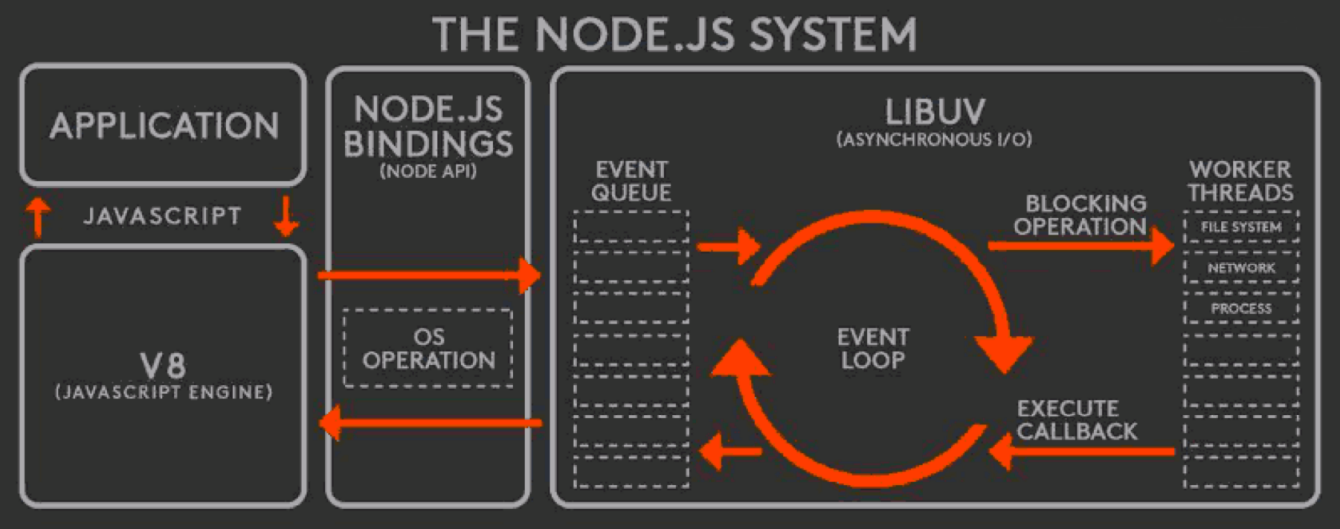 THE NODE.JS SYSTEM
APPLICATION
JAVASCRIPT
V8
(JAVASCRIPT ENGINE)
NODE.JS
BINDINGS
(NODE API)
OS
OPERATION
LIBUV
(ASYNCHRONOUS I/O)
EVENT
QUEUE
EVENT
LOOP
BLOCKING
OPERATION
EXECUTE
CALLBACK
WORKER
THREADS
FILE SYSTEM
NETWORK
PROCESS